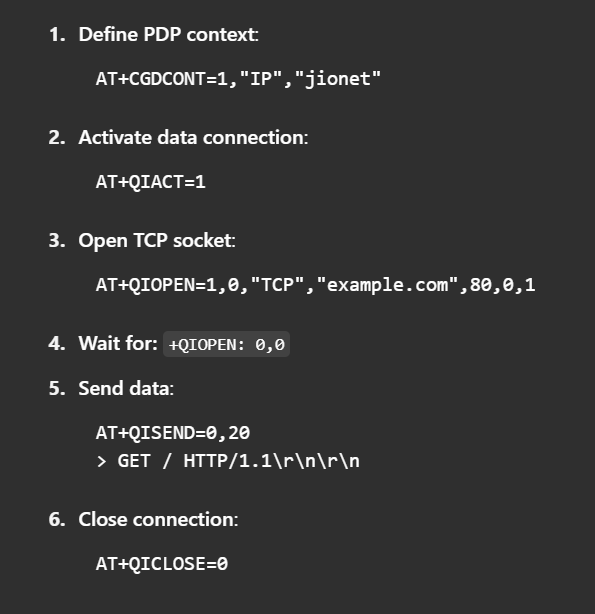 1. Define PDP context:
AT+CGDCONT=1,"IP","jionet"
2. Activate data connection:
AT+QIACT=1
3. Open TCP socket:
AT+QIOPEN=1,0,"TCP","example.com",80,0,1
4. Wait for: +QIOPEN: 0,0
5. Send data:
AT+QISEND=0,20
> GET / HTTP/1.1\r\n\r\n
6. Close connection:
AT+QICLOSE=0